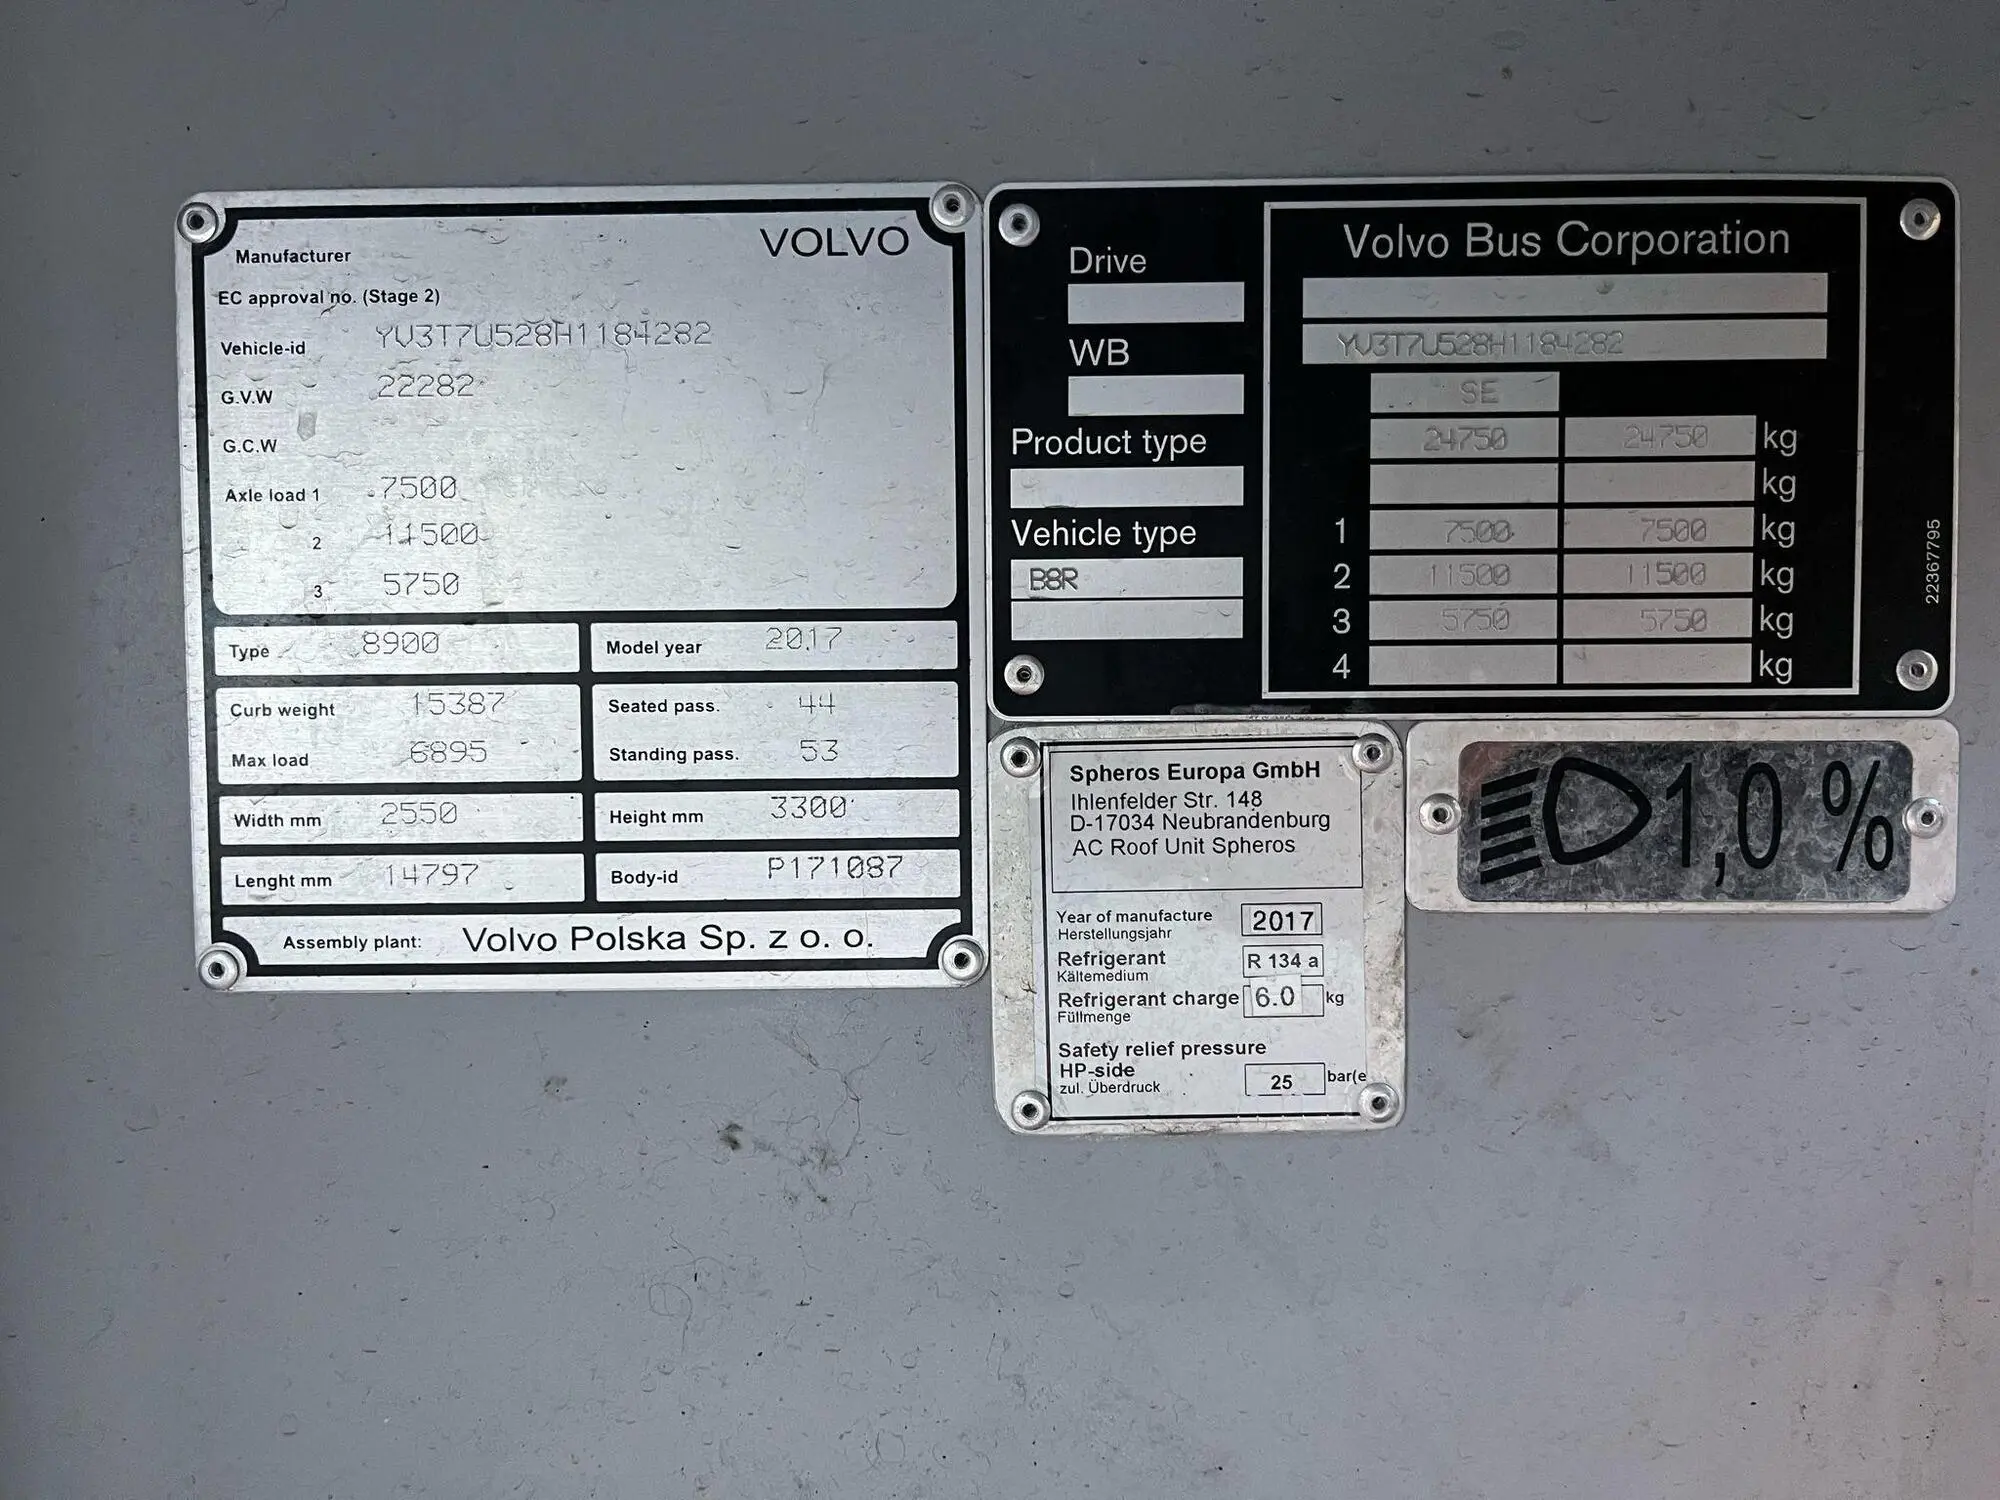 VOLVO
Manufacturer
EC approval no. (Stage 2)
Vehicle-id YV3T7U528H1184282
G.V.W 22282
G.C.W
Axle load 1 7500
2 11500
3 5750
Type 8900
Model year 2017
Curb weight 15387
Seated pass. 44
Max load 6895
Standing pass. 53
Width mm 2550
Height mm 3300
Lenght mm 14797
Body-id P171087
Assembly plant: Volvo Polska Sp. z o. o.
Drive
WB
Product type
Vehicle type
B8R
Volvo Bus Corporation
YV3T7U528H1184282
SE
24750 24750 kg
kg
1 7500 7500 kg
2 11500 11500 kg
3 5750 5750 kg
4 kg
22367795
Spheros Europa GmbH
Ihlenfelder Str. 148
D-17034 Neubrandenburg
AC Roof Unit Spheros
Year of manufacture 2017
Herstellungsjahr
Refrigerant R 134 a
Kältemedium
Refrigerant charge 6.0 kg
Füllmenge
Safety relief pressure
HP-side 25 bar(e
zul. Überdruck
1,0 %